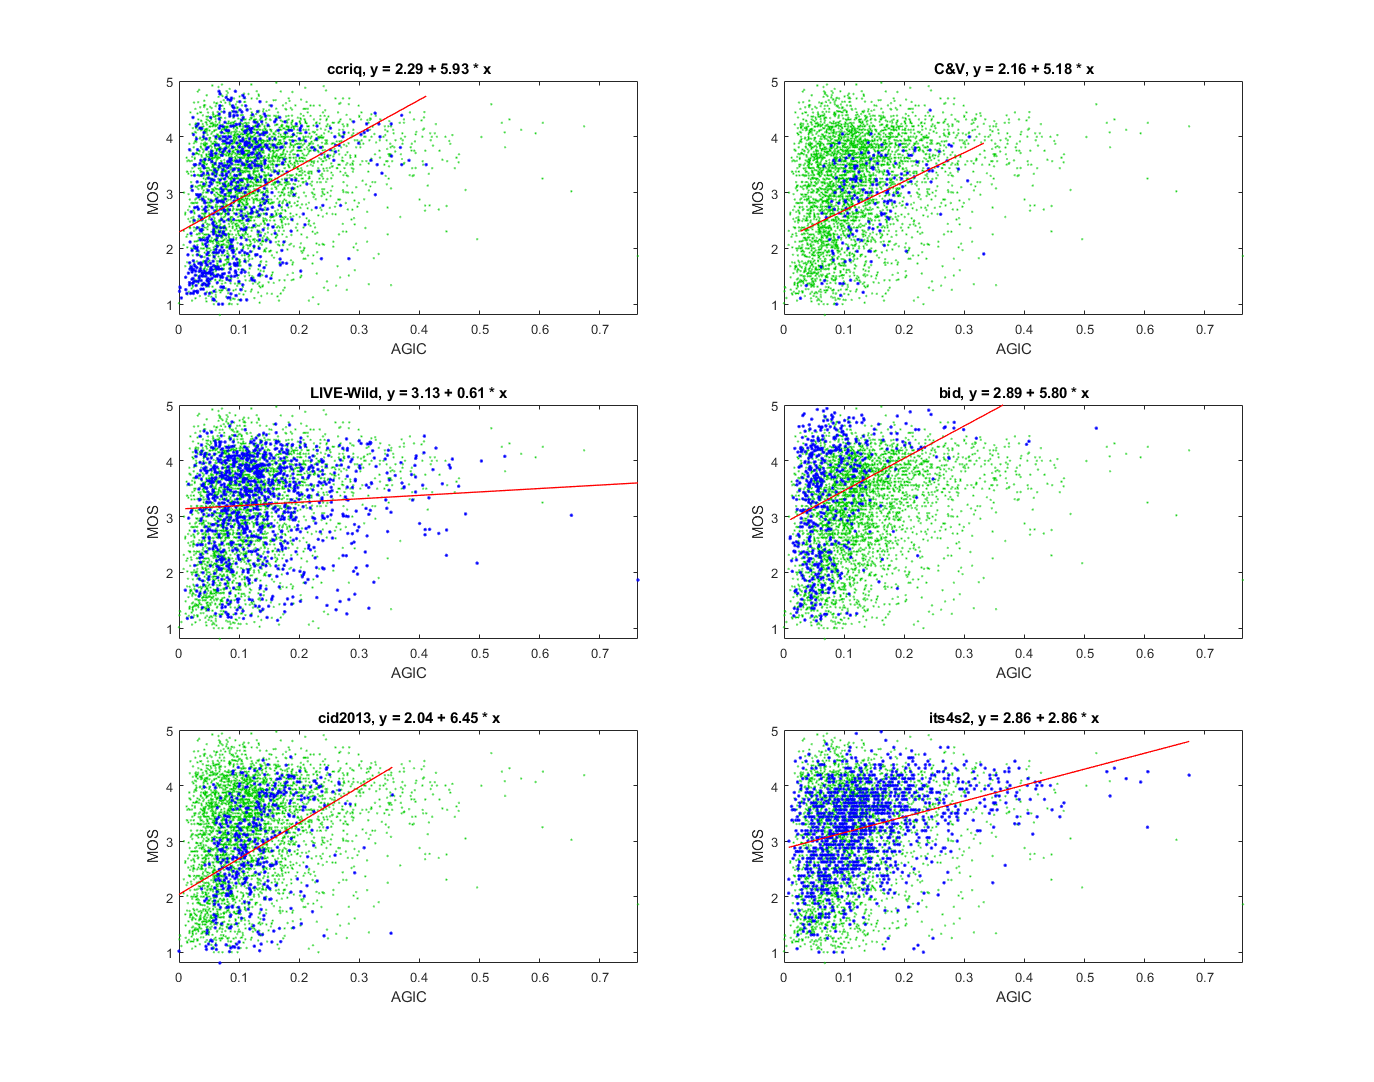 ccriq, y = 2.29 + 5.93 * x
C&V, y = 2.16 + 5.18 * x
5
4
3
2
1
MOS
0 0.1 0.2 0.3 0.4 0.5 0.6 0.7
AGIC
5
4
3
2
1
MOS
0 0.1 0.2 0.3 0.4 0.5 0.6 0.7
AGIC
LIVE-Wild, y = 3.13 + 0.61 * x
bid, y = 2.89 + 5.80 * x
5
4
3
2
1
MOS
0 0.1 0.2 0.3 0.4 0.5 0.6 0.7
AGIC
5
4
3
2
1
MOS
0 0.1 0.2 0.3 0.4 0.5 0.6 0.7
AGIC
cid2013, y = 2.04 + 6.45 * x
its4s2, y = 2.86 + 2.86 * x
5
4
3
2
1
MOS
0 0.1 0.2 0.3 0.4 0.5 0.6 0.7
AGIC
5
4
3
2
1
MOS
0 0.1 0.2 0.3 0.4 0.5 0.6 0.7
AGIC